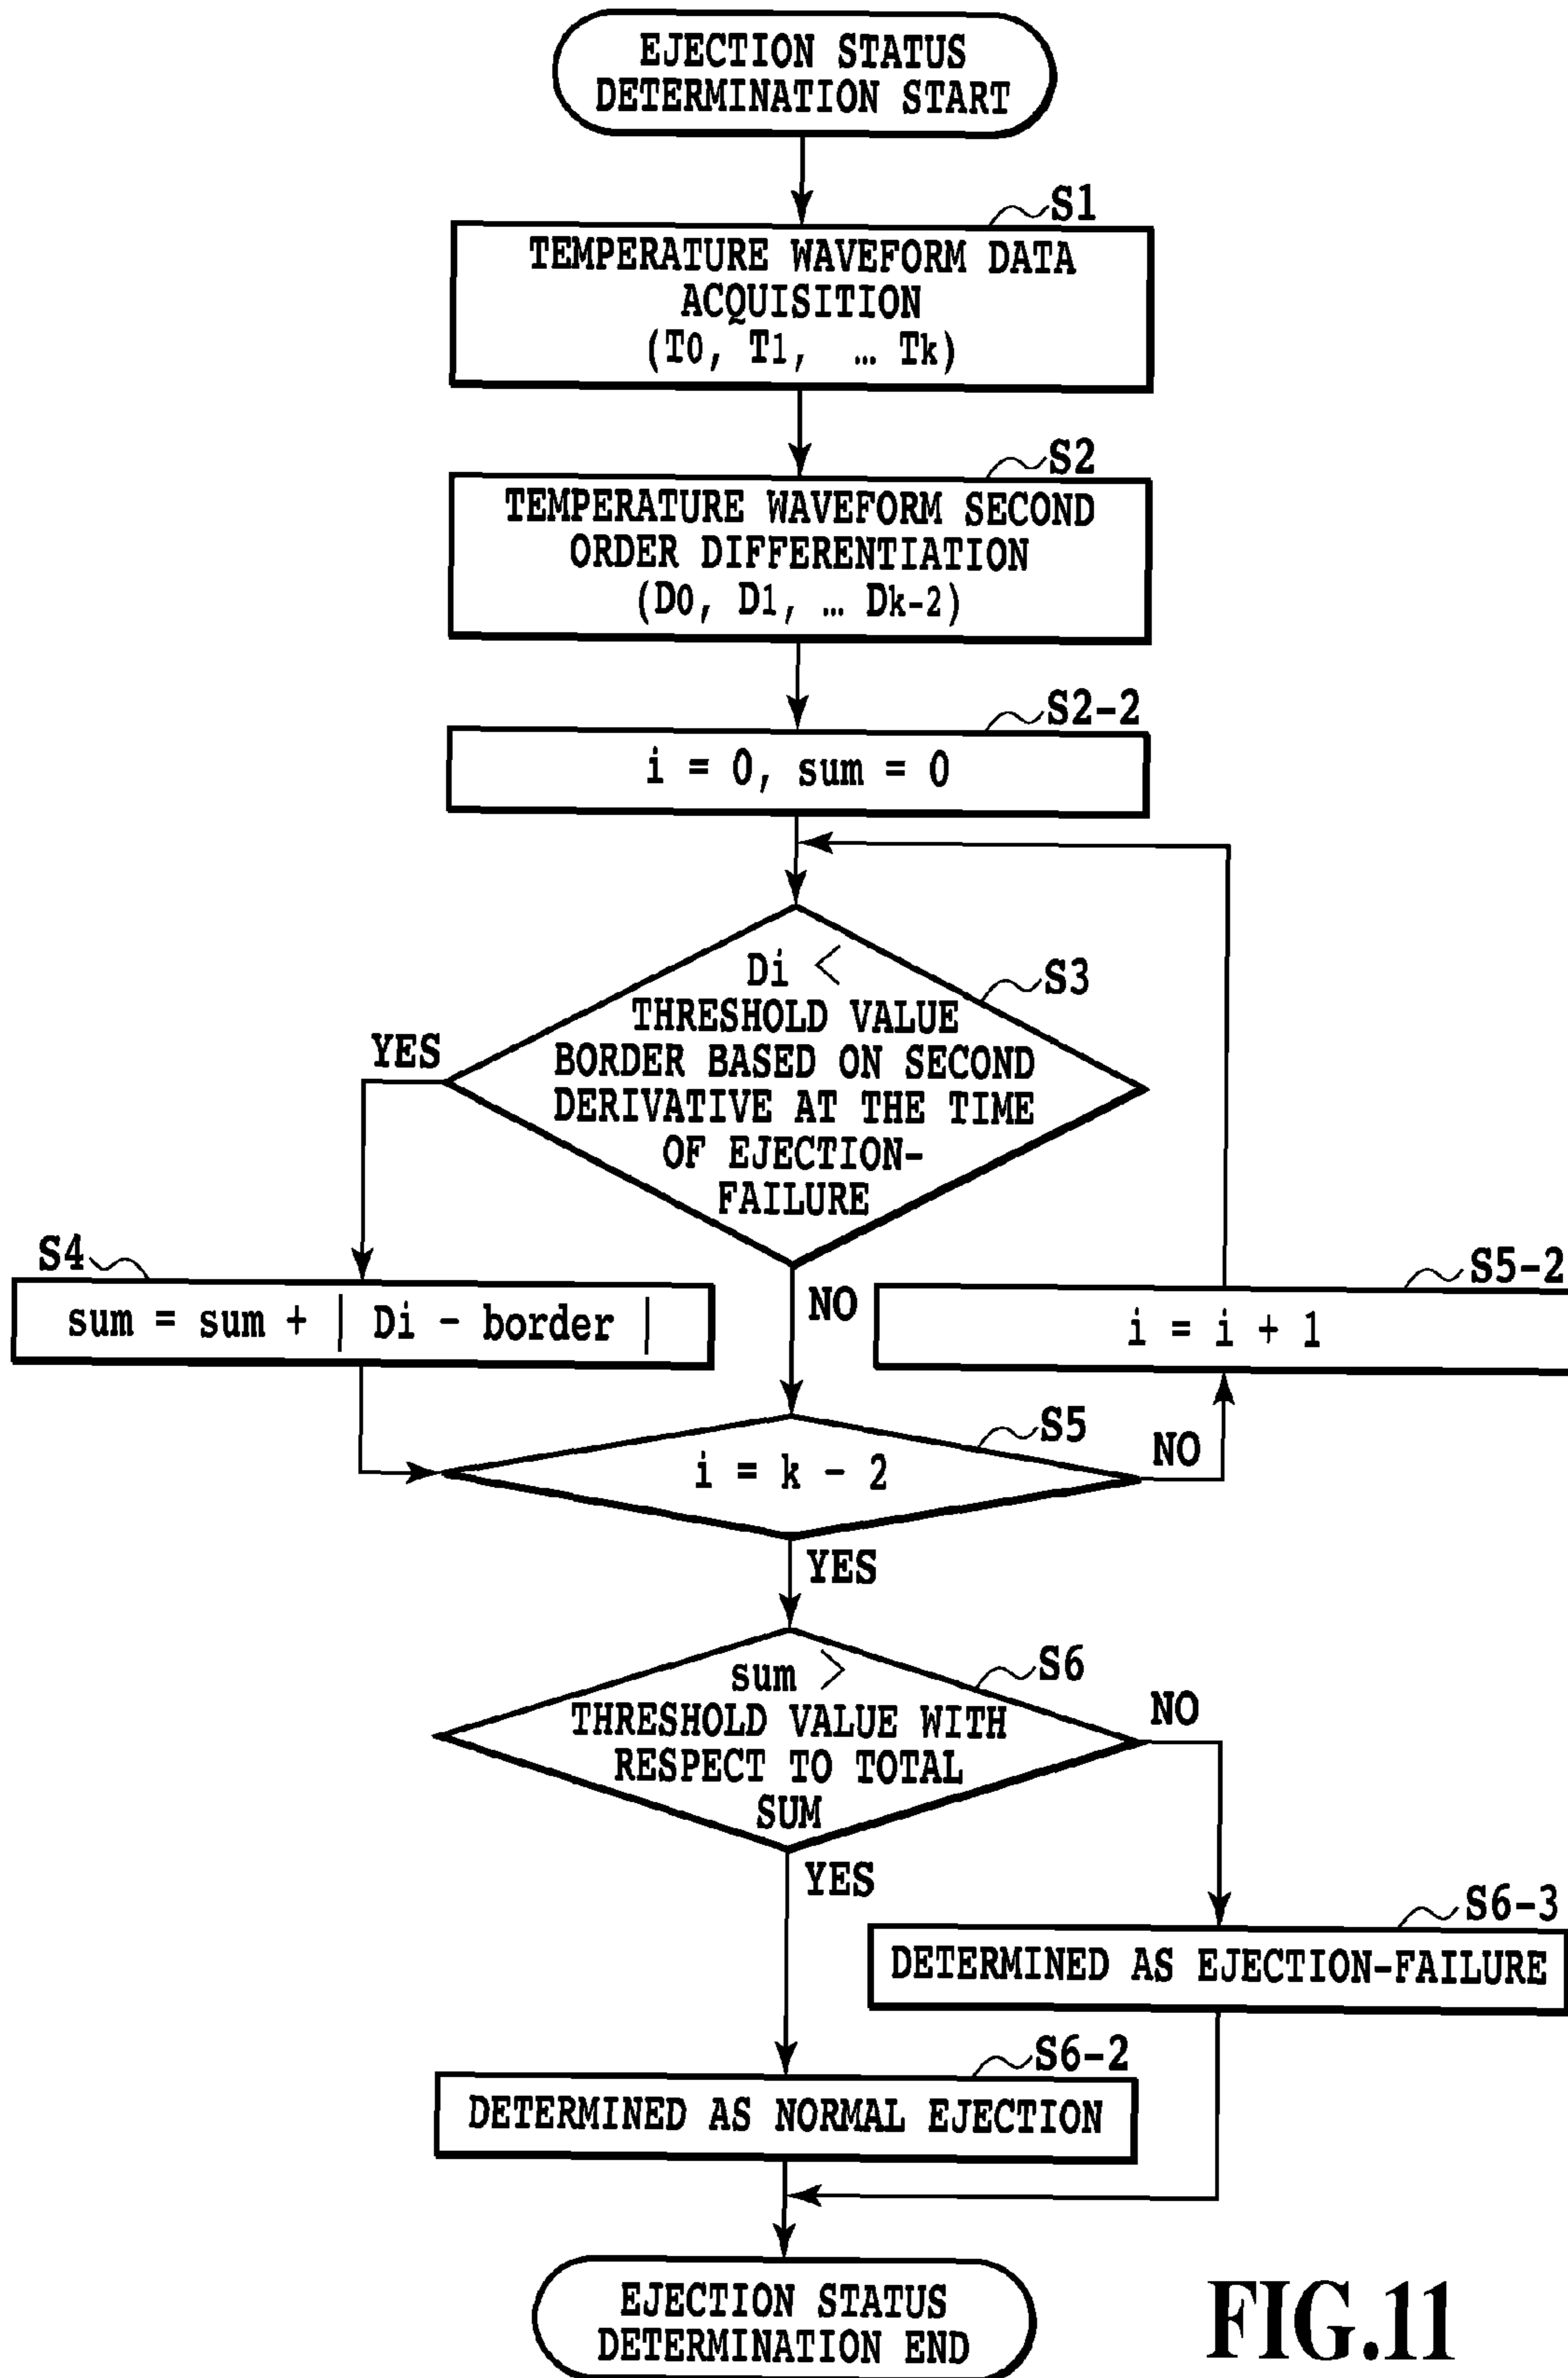 EJECTION STATUS
DETERMINATION START
S1
TEMPERATURE WAVEFORM DATA
ACQUISITION
(T0, T1, … Tk)
S2
TEMPERATURE WAVEFORM SECOND
ORDER DIFFERENTIATION
(D0, D1, … Dk-2)
S2-2
i = 0, sum = 0
Di <
S3
THRESHOLD VALUE
BORDER BASED ON SECOND
DERIVATIVE AT THE TIME
OF EJECTION-
FAILURE
YES
NO
S4
sum = sum + | Di - border |
S5-2
i = i + 1
S5
i = k - 2
NO
YES
S6
sum >
THRESHOLD VALUE WITH
RESPECT TO TOTAL
SUM
NO
YES
S6-3
DETERMINED AS EJECTION-FAILURE
S6-2
DETERMINED AS NORMAL EJECTION
EJECTION STATUS
DETERMINATION END
FIG.11